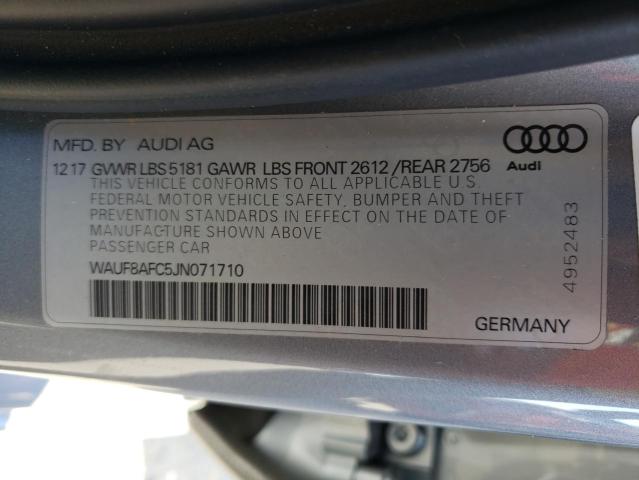 MFD. BY AUDI AG
12 17 GVWR LBS 5181 GAWR LBS FRONT 2612 /REAR 2756
Audi
THIS VEHICLE CONFORMS TO ALL APPLICABLE U.S.
FEDERAL MOTOR VEHICLE SAFETY, BUMPER AND THEFT
PREVENTION STANDARDS IN EFFECT ON THE DATE OF
MANUFACTURE SHOWN ABOVE
PASSENGER CAR
WAUF8AFC5JN071710
GERMANY
4952483